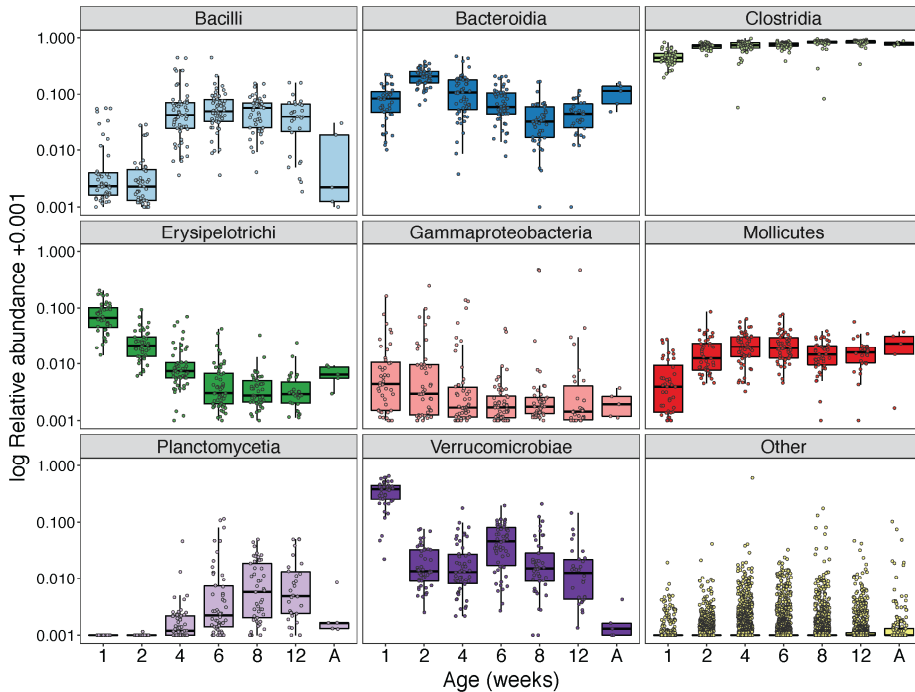 Bacilli Bacteroidia Clostridia
1.000
0.100
0.010
0.001
Erysipelotrichi Gammaproteobacteria Mollicutes
1.000
0.100
0.010
0.001
Planctomycetia Verrucomicrobiae Other
1.000
0.100
0.010
0.001
1 2 4 6 8 12 A 1 2 4 6 8 12 A 1 2 4 6 8 12 A
Age (weeks)
log Relative abundance +0.001